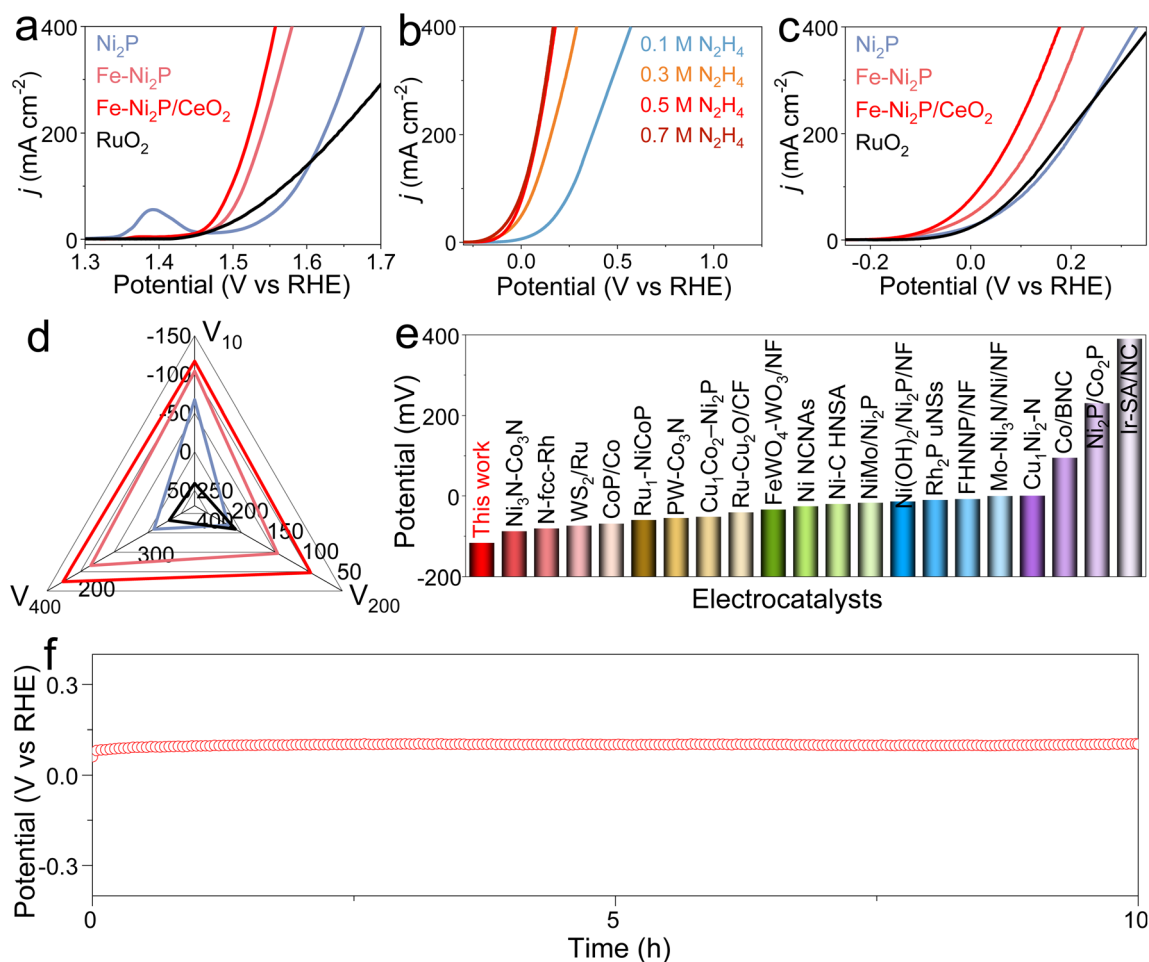 a
400
200
0
j (mA cm⁻²)
Ni₂P
Fe-Ni₂P
Fe-Ni₂P/CeO₂
RuO₂
1.3 1.4 1.5 1.6 1.7
Potential (V vs RHE)
b
400
200
0
j (mA cm⁻²)
0.1 M N₂H₄
0.3 M N₂H₄
0.5 M N₂H₄
0.7 M N₂H₄
0.0 0.5 1.0
Potential (V vs RHE)
c
400
200
0
j (mA cm⁻²)
Ni₂P
Fe-Ni₂P
Fe-Ni₂P/CeO₂
RuO₂
-0.2 0.0 0.2
Potential (V vs RHE)
d
V₁₀
-150
-100
-50
0
50
250
200
150
100
50
400
300
200
V₄₀₀
V₂₀₀
e
400
200
0
-200
Potential (mV)
This work
Ni₃N-Co₃N
N-fcc-Rh
WS₂/Ru
CoP/Co
Ru₁-NiCoP
PW-Co₃N
Cu₁Co₂–Ni₂P
Ru-Cu₂O/CF
FeWO₄-WO₃/NF
Ni NCNAs
Ni-C HNSA
NiMo/Ni₂P
Ni(OH)₂/Ni₂P/NF
Rh₂P uNSs
FHNNP/NF
Mo-Ni₃N/Ni/NF
Cu₁Ni₂-N
Co/BNC
Ni₂P/Co₂P
Ir-SA/NC
Electrocatalysts
f
0.3
0.0
-0.3
Potential (V vs RHE)
0 5 10
Time (h)